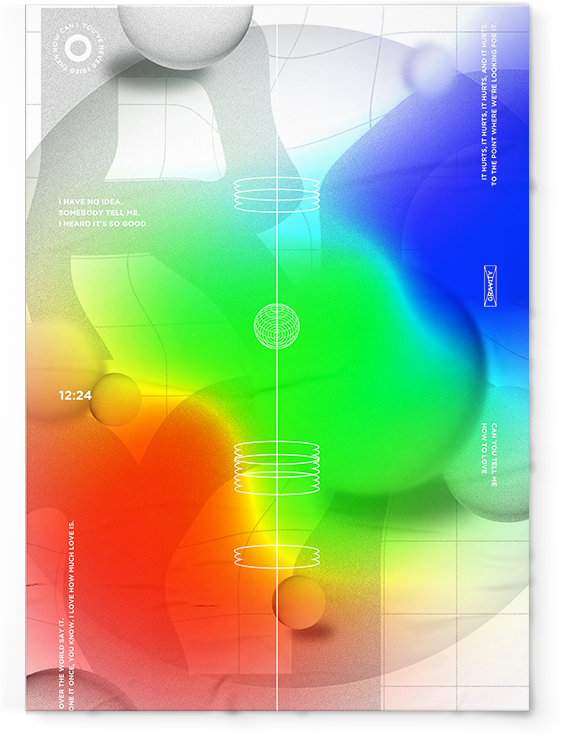 HOW CAN I YOU'VE NEVER TRIED THEM
IT HURTS, IT HURTS, IT HURTS, AND IT HURTS
TO THE POINT WHERE WE'RE LOOKING FOR IT.
I HAVE NO IDEA.
SOMEBODY TELL ME.
I HEARD IT'S SO GOOD.
GRAVITY
12:24
CAN YOU TELL ME
HOW TO LOVE
OVER THE WORLD SAY IT.
ONE IT ONCE, YOU KNOW. I LOVE HOW MUCH LOVE IS.